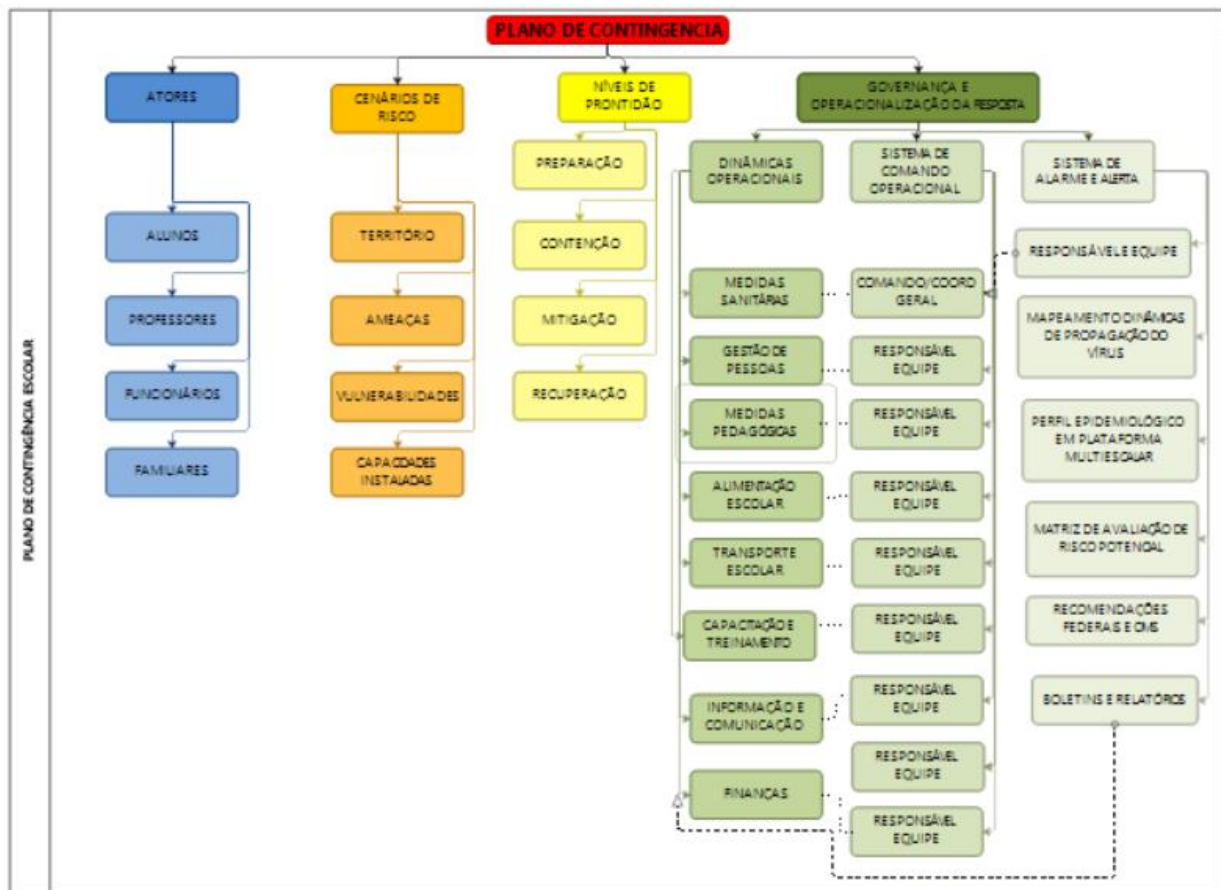 PLANO DE CONTINGÊNCIA ESCOLAR
PLANO DE CONTINGENCIA
ATORES
ALUNOS
PROFESSORES
FUNCIONÁRIOS
FAMILIARES
CENÁRIOS DE
RISCO
TERRITÓRIO
AMEAÇAS
VULNERABILIDADES
CAPACIDADES
INSTALADAS
NÍVEIS DE
PRONTIDÃO
PREPARAÇÃO
CONTENÇÃO
MITIGAÇÃO
RECUPERAÇÃO
GOVERNANÇA E
OPERACIONALIZAÇÃO DA RESPOSTA
DINÂMICAS
OPERACIONAIS
MEDIDAS
SANITÁRIAS
GESTÃO DE
PESSOAS
MEDIDAS
PEDAGÓGICAS
ALIMENTAÇÃO
ESCOLAR
TRANSPORTE
ESCOLAR
CAPACITAÇÃO E
TREINAMENTO
INFORMAÇÃO E
COMUNICAÇÃO
FINANÇAS
SISTEMA DE
COMANDO
OPERACIONAL
COMANDO/COORD
GERAL
RESPONSÁVEL
EQUIPE
RESPONSÁVEL
EQUIPE
RESPONSÁVEL
EQUIPE
RESPONSÁVEL
EQUIPE
RESPONSÁVEL
EQUIPE
RESPONSÁVEL
EQUIPE
RESPONSÁVEL
EQUIPE
RESPONSÁVEL
EQUIPE
SISTEMA DE
ALARME E ALERTA
RESPONSÁVEL E EQUIPE
MAPEAMENTO DINÂMICAS
DE PROPAGAÇÃO DO
VÍRUS
PERFIL EPIDEMIOLÓGICO
EM PLATAFORMA
MULTIESCALAR
MATRIZ DE AVALIAÇÃO DE
RISCO POTENCIAL
RECOMENDAÇÕES
FEDERAIS E OMS
BOLETINS E RELATÓRIOS